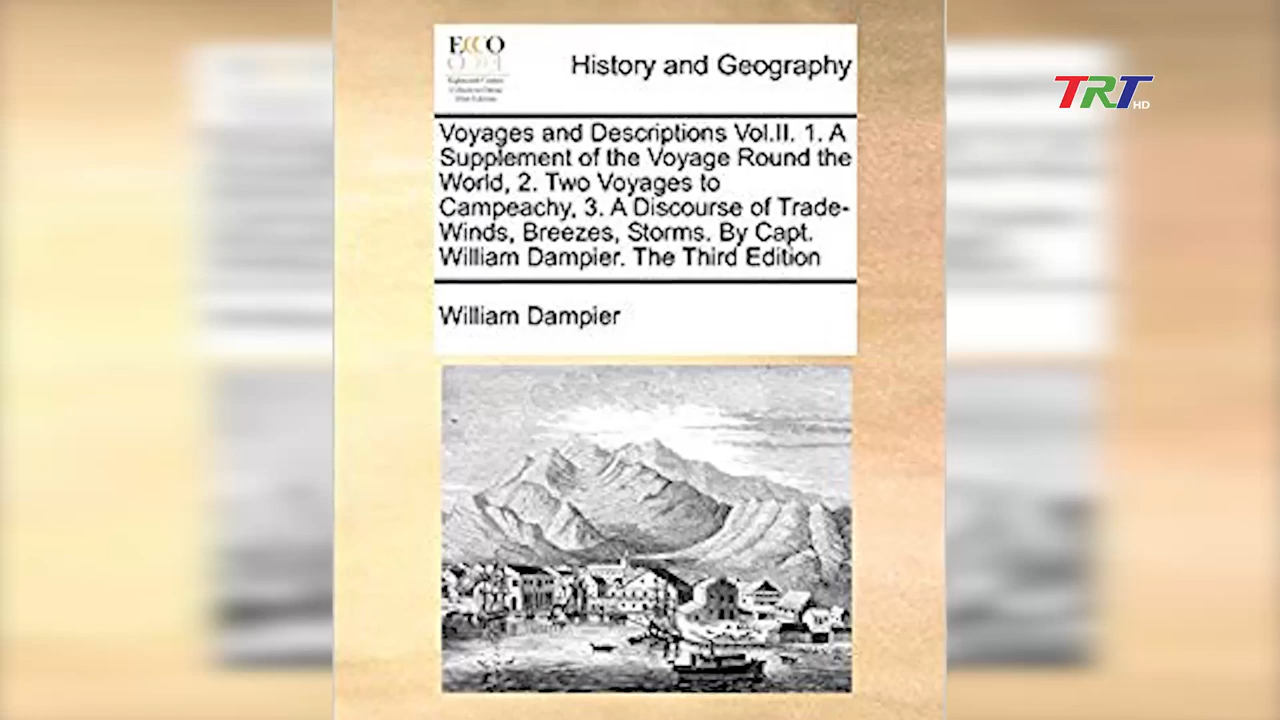 ECCO
History and Geography
TRT HD
Voyages and Descriptions Vol.II. 1. A
Supplement of the Voyage Round the
World, 2. Two Voyages to
Campeachy, 3. A Discourse of Trade-
Winds, Breezes, Storms. By Capt.
William Dampier. The Third Edition
William Dampier